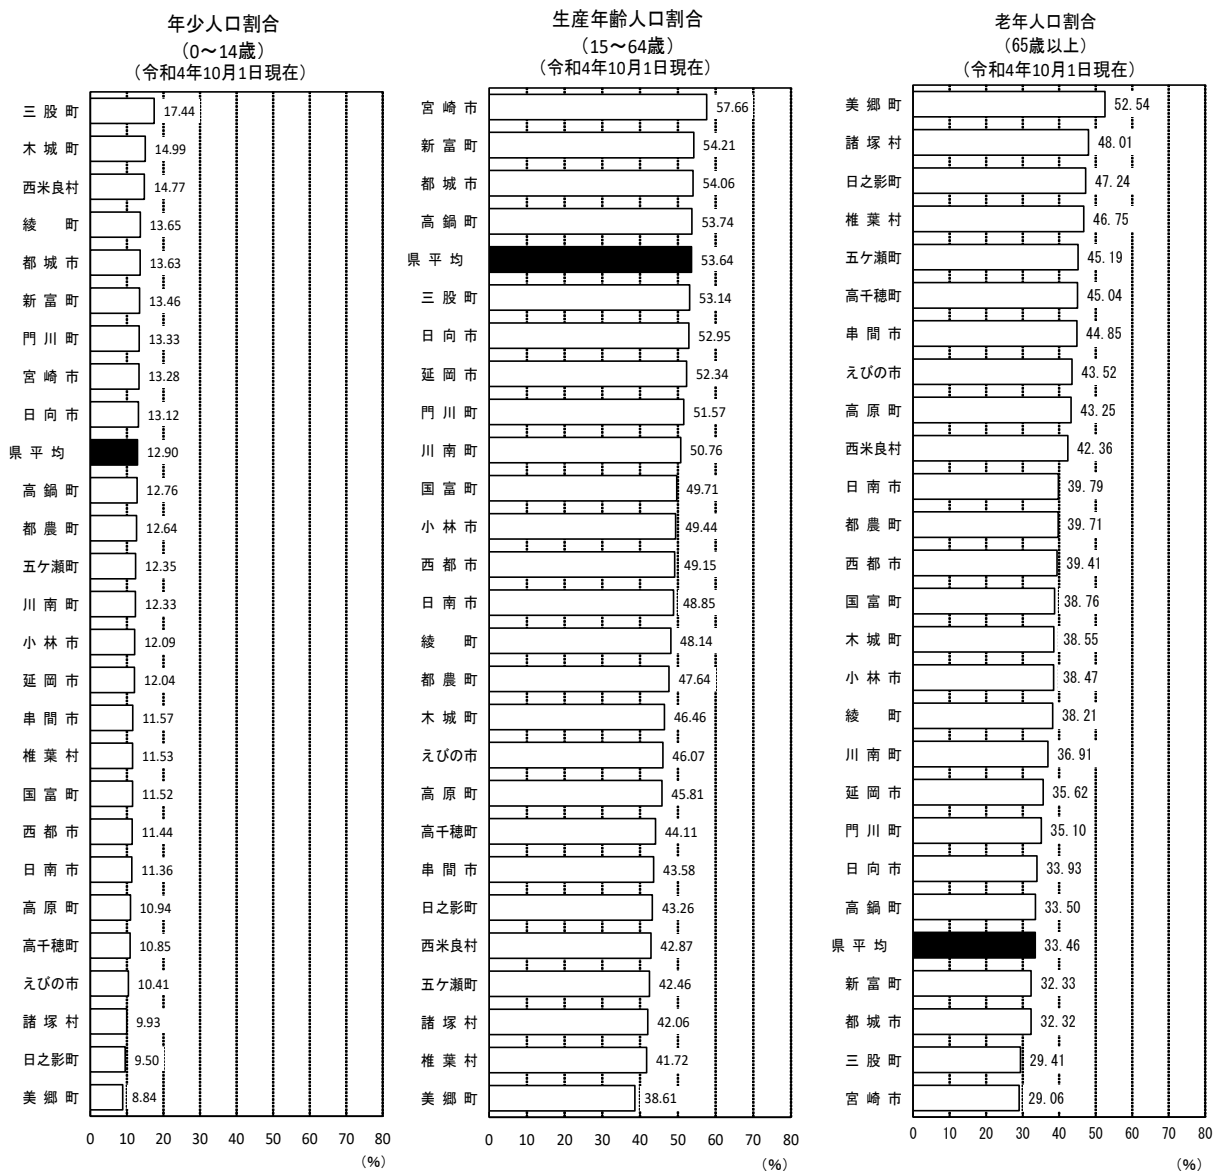 年少人口割合
（0～14歳）
（令和4年10月1日現在）
三股町 17.44
木城町 14.99
西米良村 14.77
綾　町 13.65
都城市 13.63
新富町 13.46
門川町 13.33
宮崎市 13.28
日向市 13.12
県平均 12.90
高鍋町 12.76
都農町 12.64
五ケ瀬町 12.35
川南町 12.33
小林市 12.09
延岡市 12.04
串間市 11.57
椎葉村 11.53
国富町 11.52
西都市 11.44
日南市 11.36
高原町 10.94
高千穂町 10.85
えびの市 10.41
諸塚村 9.93
日之影町 9.50
美郷町 8.84
0 10 20 30 40 50 60 70 80
（%）
生産年齢人口割合
（15～64歳）
（令和4年10月1日現在）
宮崎市 57.66
新富町 54.21
都城市 54.06
高鍋町 53.74
県平均 53.64
三股町 53.14
日向市 52.95
延岡市 52.34
門川町 51.57
川南町 50.76
国富町 49.71
小林市 49.44
西都市 49.15
日南市 48.85
綾　町 48.14
都農町 47.64
木城町 46.46
えびの市 46.07
高原町 45.81
高千穂町 44.11
串間市 43.58
日之影町 43.26
西米良村 42.87
五ケ瀬町 42.46
諸塚村 42.06
椎葉村 41.72
美郷町 38.61
0 10 20 30 40 50 60 70 80
（%）
老年人口割合
（65歳以上）
（令和4年10月1日現在）
美郷町 52.54
諸塚村 48.01
日之影町 47.24
椎葉村 46.75
五ケ瀬町 45.19
高千穂町 45.04
串間市 44.85
えびの市 43.52
高原町 43.25
西米良村 42.36
日南市 39.79
都農町 39.71
西都市 39.41
国富町 38.76
木城町 38.55
小林市 38.47
綾　町 38.21
川南町 36.91
延岡市 35.62
門川町 35.10
日向市 33.93
高鍋町 33.50
県平均 33.46
新富町 32.33
都城市 32.32
三股町 29.41
宮崎市 29.06
0 10 20 30 40 50 60 70 80
（%）